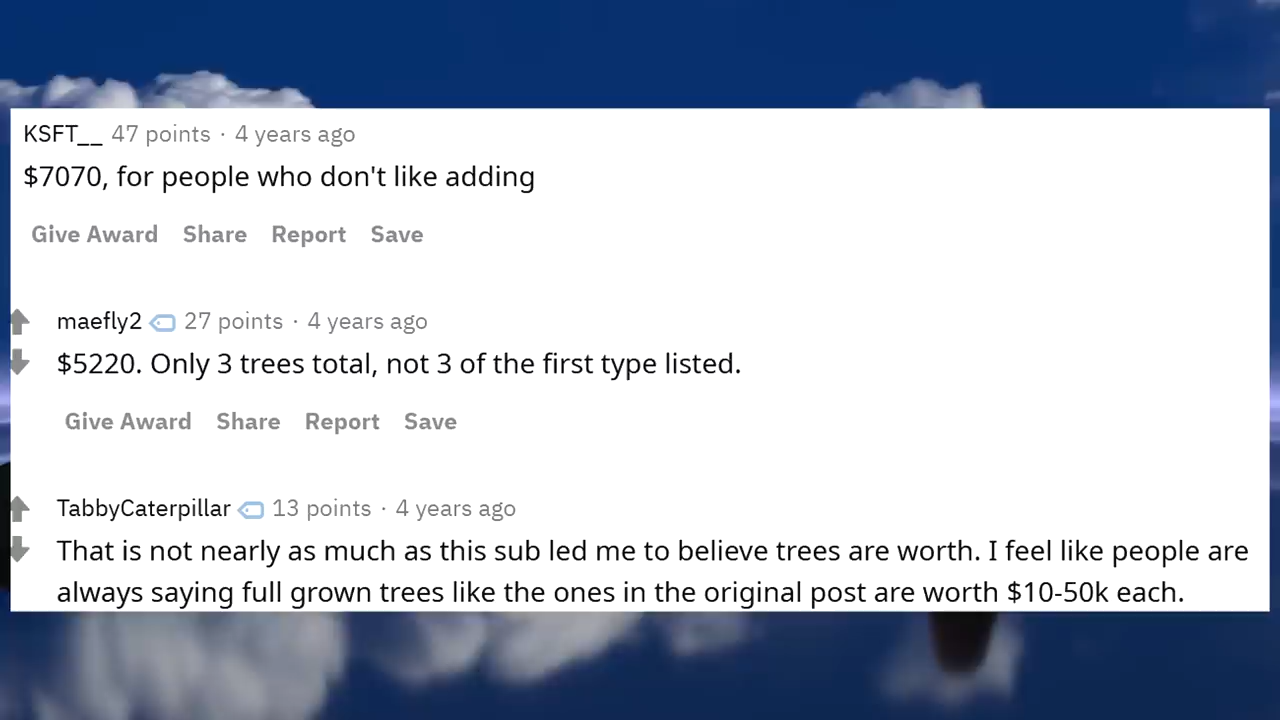 KSFT__ 47 points · 4 years ago
$7070, for people who don't like adding
Give Award Share Report Save
maefly2 27 points · 4 years ago
$5220. Only 3 trees total, not 3 of the first type listed.
Give Award Share Report Save
TabbyCaterpillar 13 points · 4 years ago
That is not nearly as much as this sub led me to believe trees are worth. I feel like people are
always saying full grown trees like the ones in the original post are worth $10-50k each.